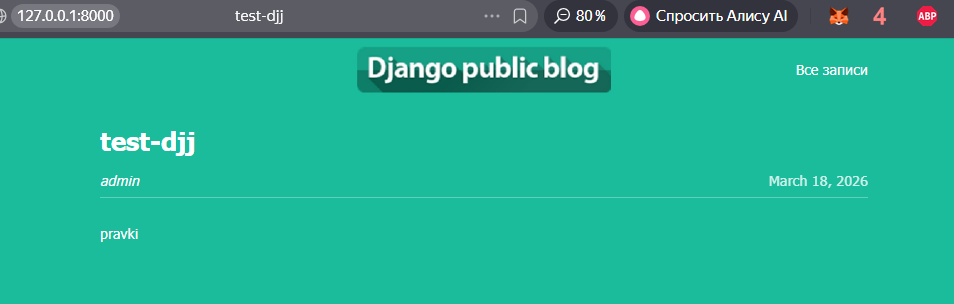 127.0.0.1:8000 test-djj 80% Спросить Алису AI 4 ABP
Django public blog
Все записи
test-djj
admin March 18, 2026
pravki